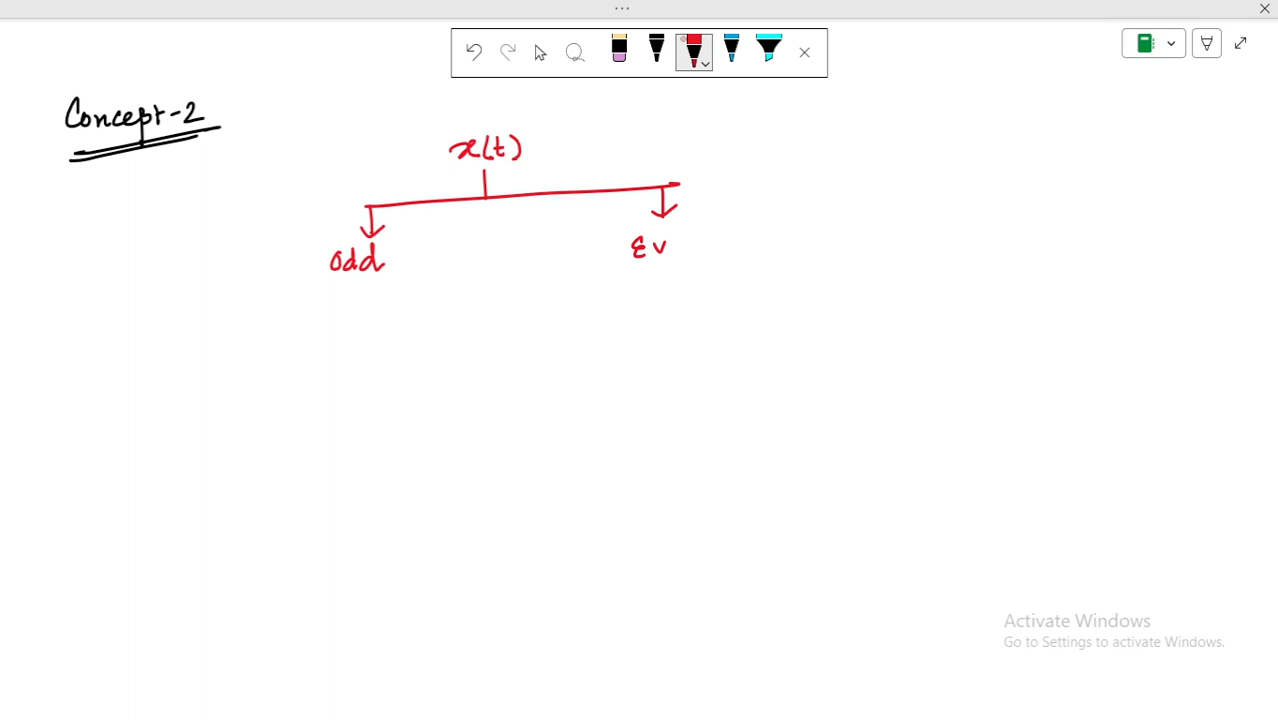 Concept-2
x(t)
Odd
Ev
Activate Windows
Go to Settings to activate Windows.